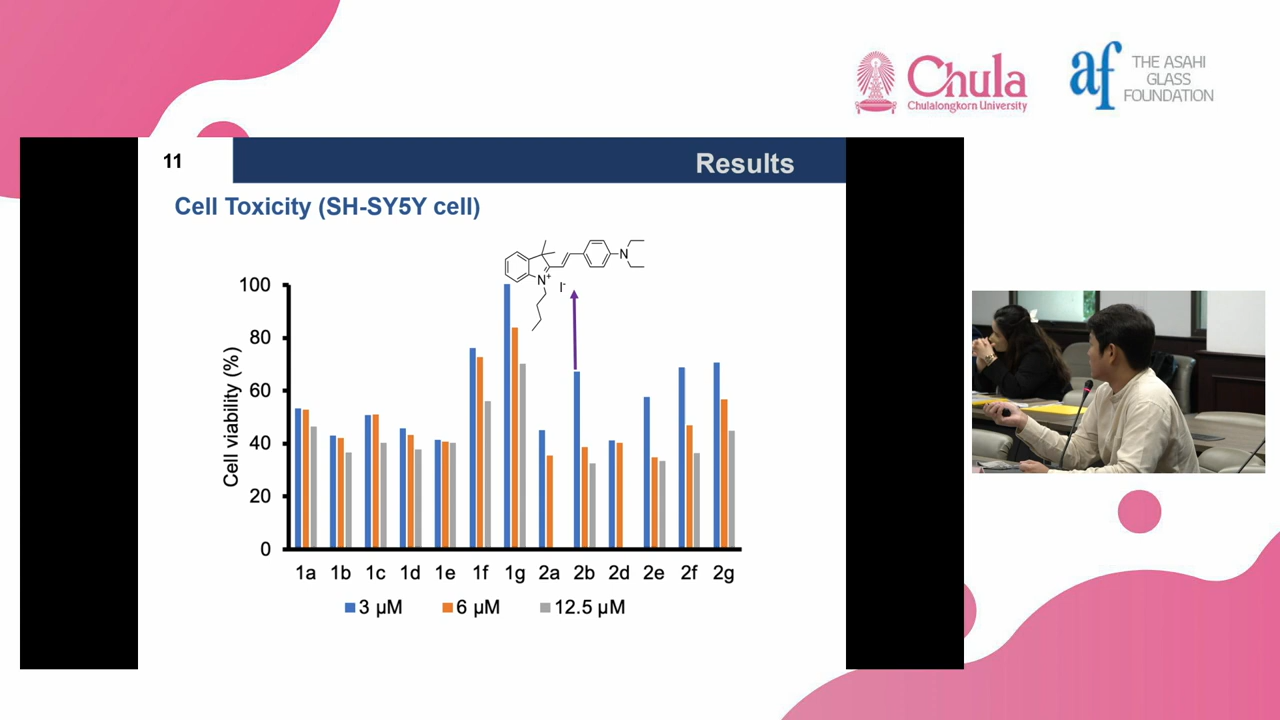 Chula
Chulalongkorn University
af
THE ASAHI
GLASS
FOUNDATION
11
Results
Cell Toxicity (SH-SY5Y cell)
N
N⁺
I⁻
Cell viability (%)
100
80
60
40
20
0
1a 1b 1c 1d 1e 1f 1g 2a 2b 2d 2e 2f 2g
3 µM 6 µM 12.5 µM